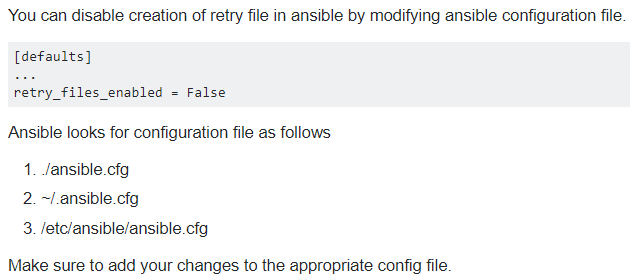 You can disable creation of retry file in ansible by modifying ansible configuration file.
[defaults]
...
retry_files_enabled = False
Ansible looks for configuration file as follows
1. ./ansible.cfg
2. ~/.ansible.cfg
3. /etc/ansible/ansible.cfg
Make sure to add your changes to the appropriate config file.